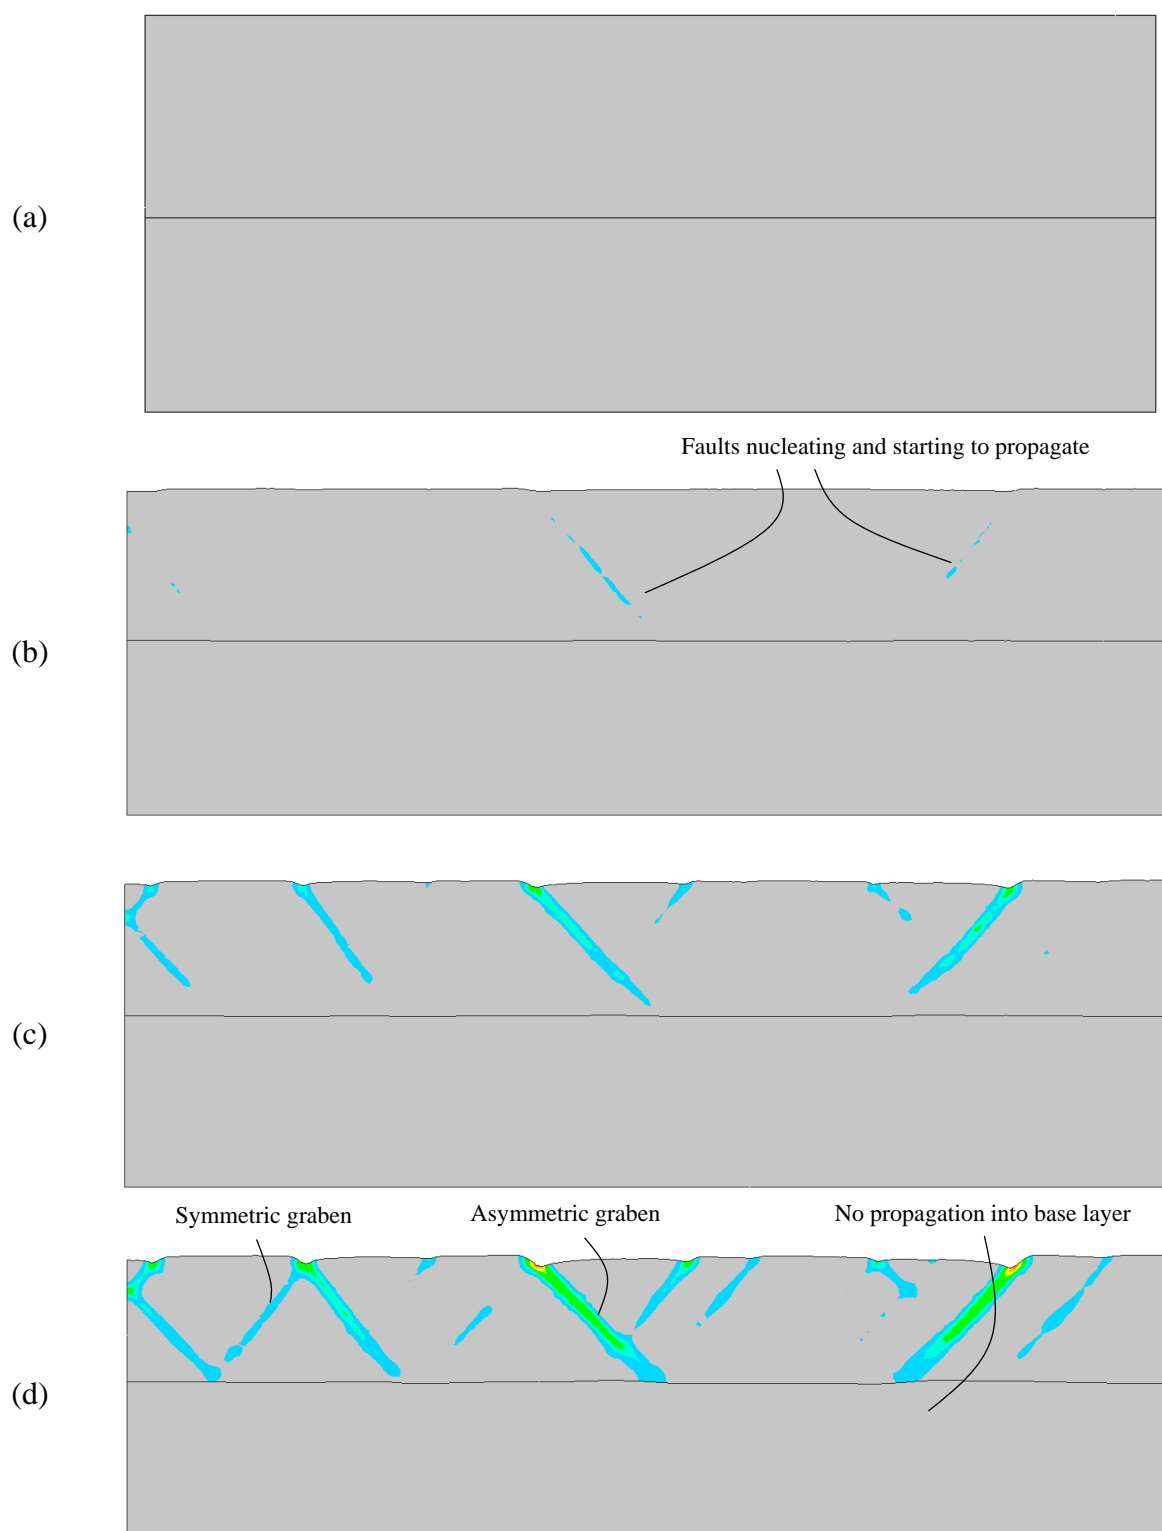 (a)
Faults nucleating and starting to propagate
(b)
(c)
Symmetric graben
Asymmetric graben
No propagation into base layer
(d)